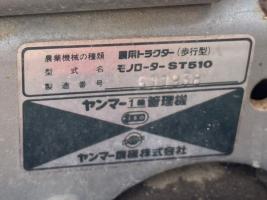 農業機械の種類 農用トラクター(歩行型)
型式名 モノローター ST510
製造番号
ヤンマー1型管理機
ヤンマー農機株式会社